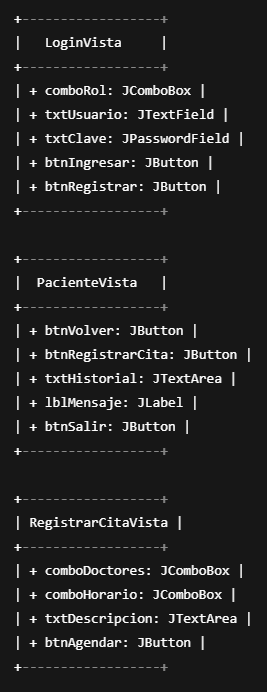 +------------------+
|   LoginVista     |
+------------------+
| + comboRol: JComboBox |
| + txtUsuario: JTextField |
| + txtClave: JPasswordField |
| + btnIngresar: JButton |
| + btnRegistrar: JButton |
+------------------+

+------------------+
|  PacienteVista   |
+------------------+
| + btnVolver: JButton |
| + btnRegistrarCita: JButton |
| + txtHistorial: JTextArea |
| + lblMensaje: JLabel |
| + btnSalir: JButton |
+------------------+

+------------------+
| RegistrarCitaVista |
+------------------+
| + comboDoctores: JComboBox |
| + comboHorario: JComboBox |
| + txtDescripcion: JTextArea |
| + btnAgendar: JButton |
+------------------+